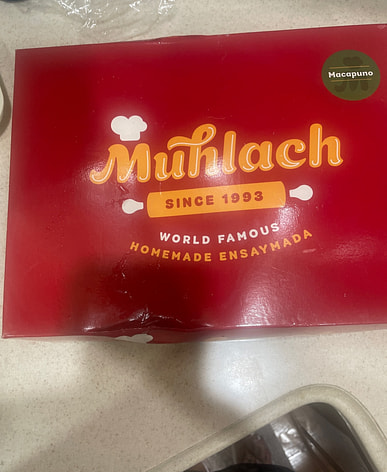 Macapuno
Muhlach
SINCE 1993
WORLD FAMOUS
HOMEMADE ENSAYMADA